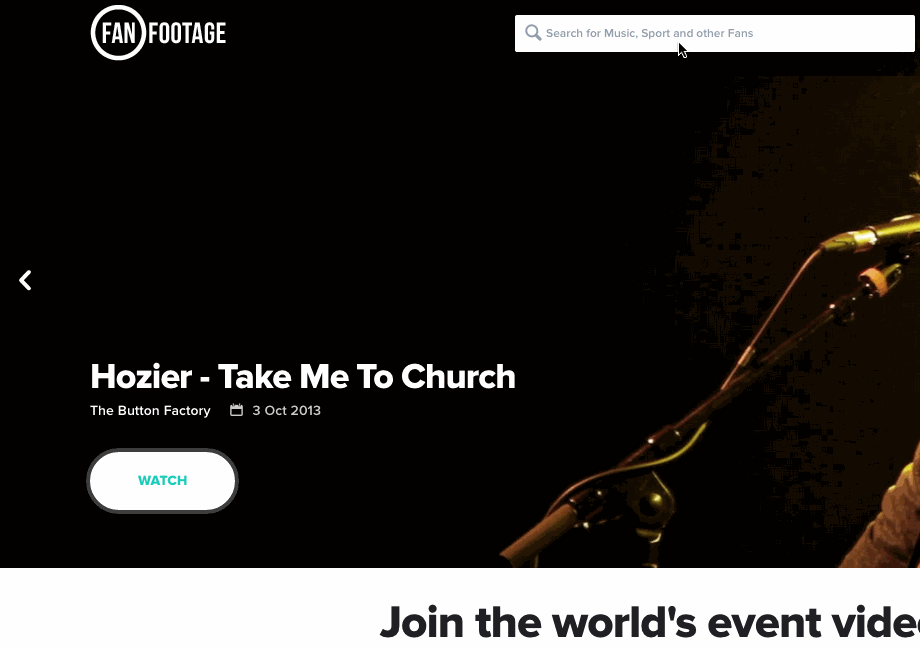 FAN FOOTAGE
Search for Music, Sport and other Fans
Hozier - Take Me To Church
The Button Factory 3 Oct 2013
WATCH
Join the world's event vide